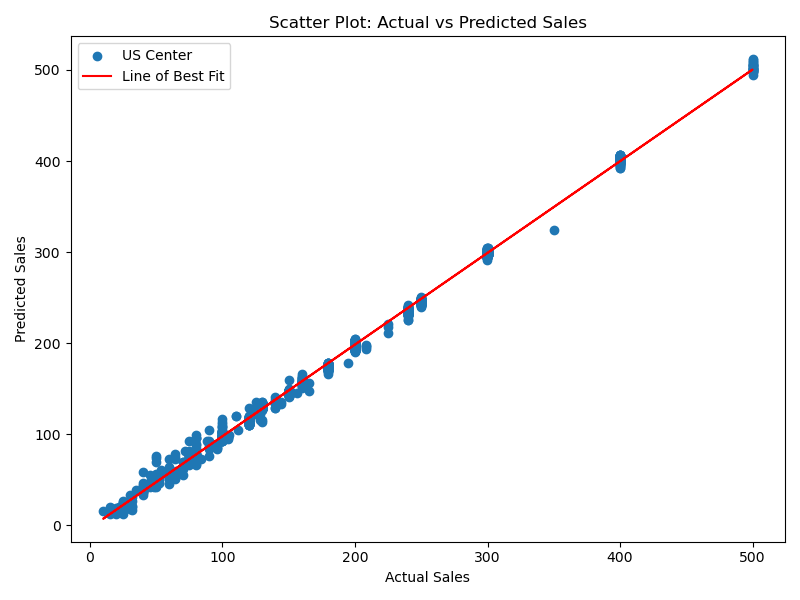 Scatter Plot: Actual vs Predicted Sales
US Center
Line of Best Fit
500
400
300
200
100
0
Predicted Sales
0 100 200 300 400 500
Actual Sales